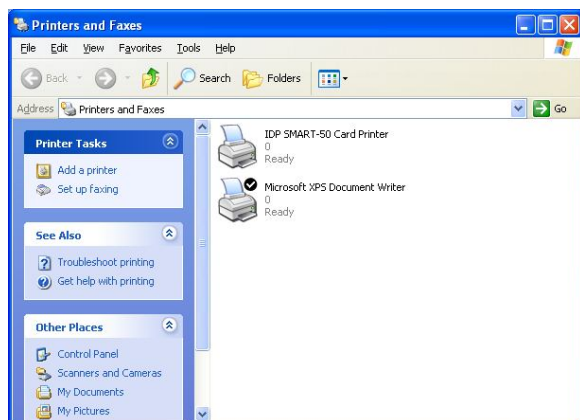 Printers and Faxes
File Edit View Favorites Tools Help
Back Search Folders
Address Printers and Faxes Go
Printer Tasks
Add a printer
Set up faxing
See Also
Troubleshoot printing
Get help with printing
Other Places
Control Panel
Scanners and Cameras
My Documents
My Pictures
IDP SMART-50 Card Printer
0
Ready
Microsoft XPS Document Writer
0
Ready